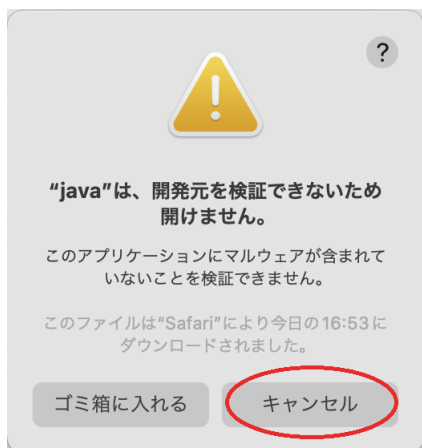 ?
“java”は、開発元を検証できないため
開けません。
このアプリケーションにマルウェアが含まれて
いないことを検証できません。
このファイルは“Safari”により今日の16:53に
ダウンロードされました。
ゴミ箱に入れる
キャンセル